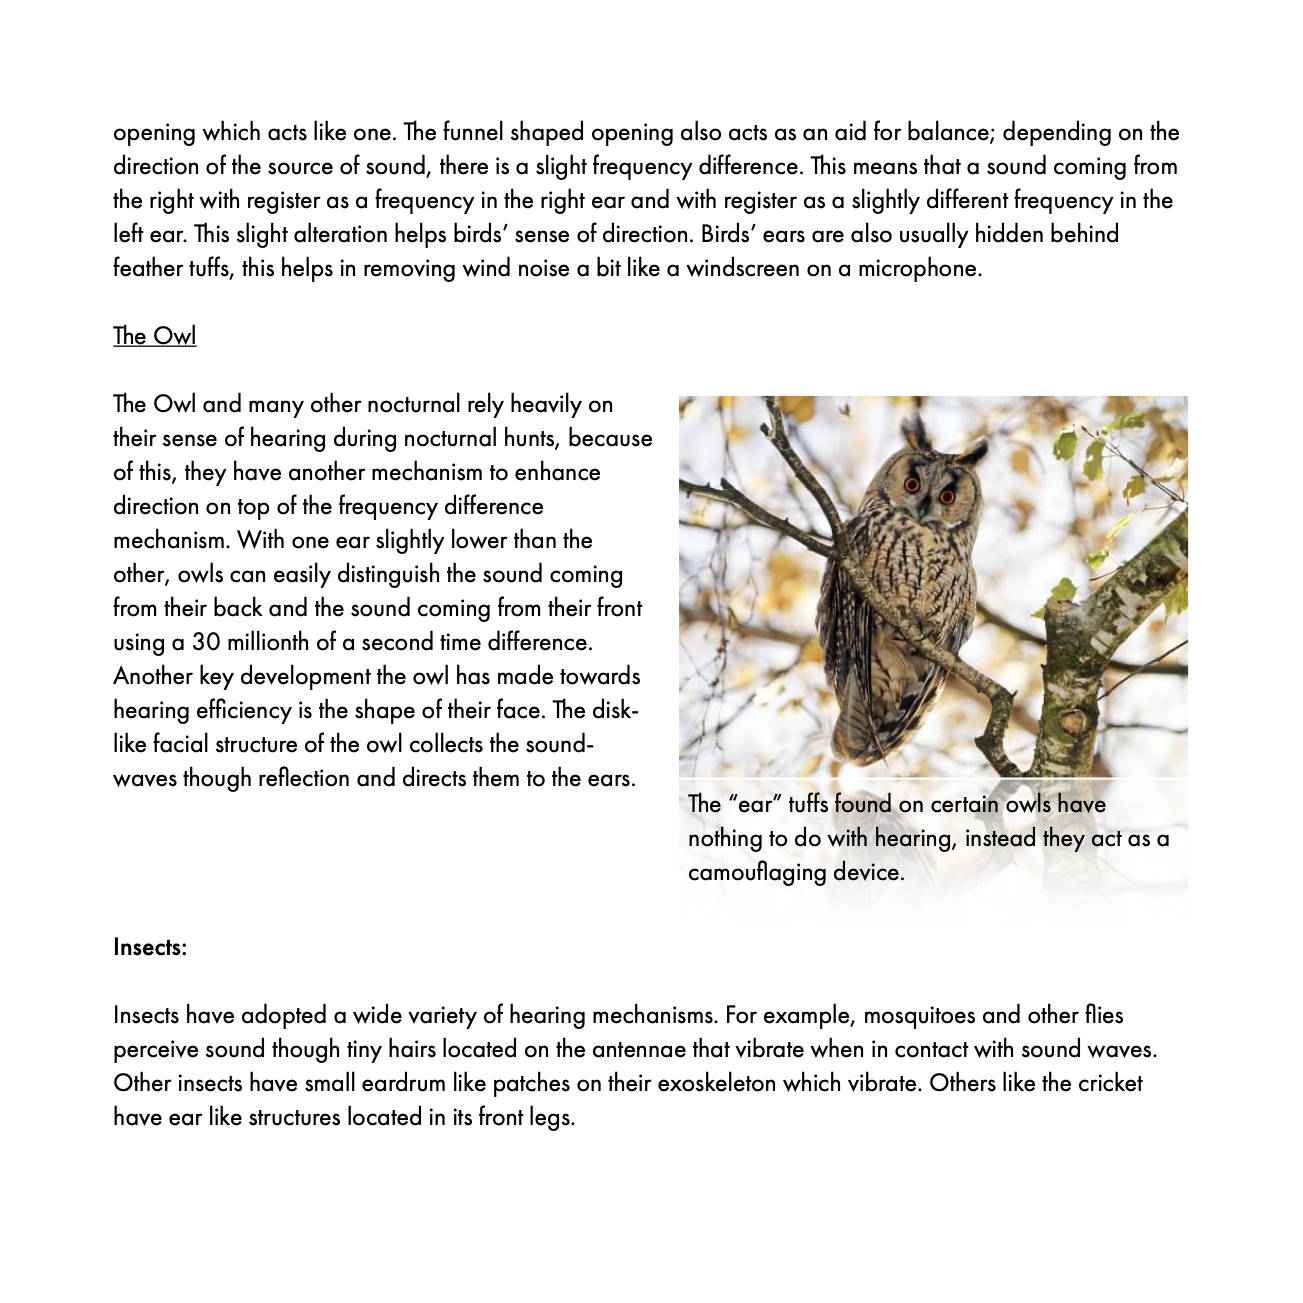 opening which acts like one. The funnel shaped opening also acts as an aid for balance; depending on the
direction of the source of sound, there is a slight frequency difference. This means that a sound coming from
the right with register as a frequency in the right ear and with register as a slightly different frequency in the
left ear. This slight alteration helps birds’ sense of direction. Birds’ ears are also usually hidden behind
feather tuffs, this helps in removing wind noise a bit like a windscreen on a microphone.
The Owl
The Owl and many other nocturnal rely heavily on
their sense of hearing during nocturnal hunts, because
of this, they have another mechanism to enhance
direction on top of the frequency difference
mechanism. With one ear slightly lower than the
other, owls can easily distinguish the sound coming
from their back and the sound coming from their front
using a 30 millionth of a second time difference.
Another key development the owl has made towards
hearing efficiency is the shape of their face. The disk-
like facial structure of the owl collects the sound-
waves though reflection and directs them to the ears.
The “ear” tuffs found on certain owls have
nothing to do with hearing, instead they act as a
camouflaging device.
Insects:
Insects have adopted a wide variety of hearing mechanisms. For example, mosquitoes and other flies
perceive sound though tiny hairs located on the antennae that vibrate when in contact with sound waves.
Other insects have small eardrum like patches on their exoskeleton which vibrate. Others like the cricket
have ear like structures located in its front legs.